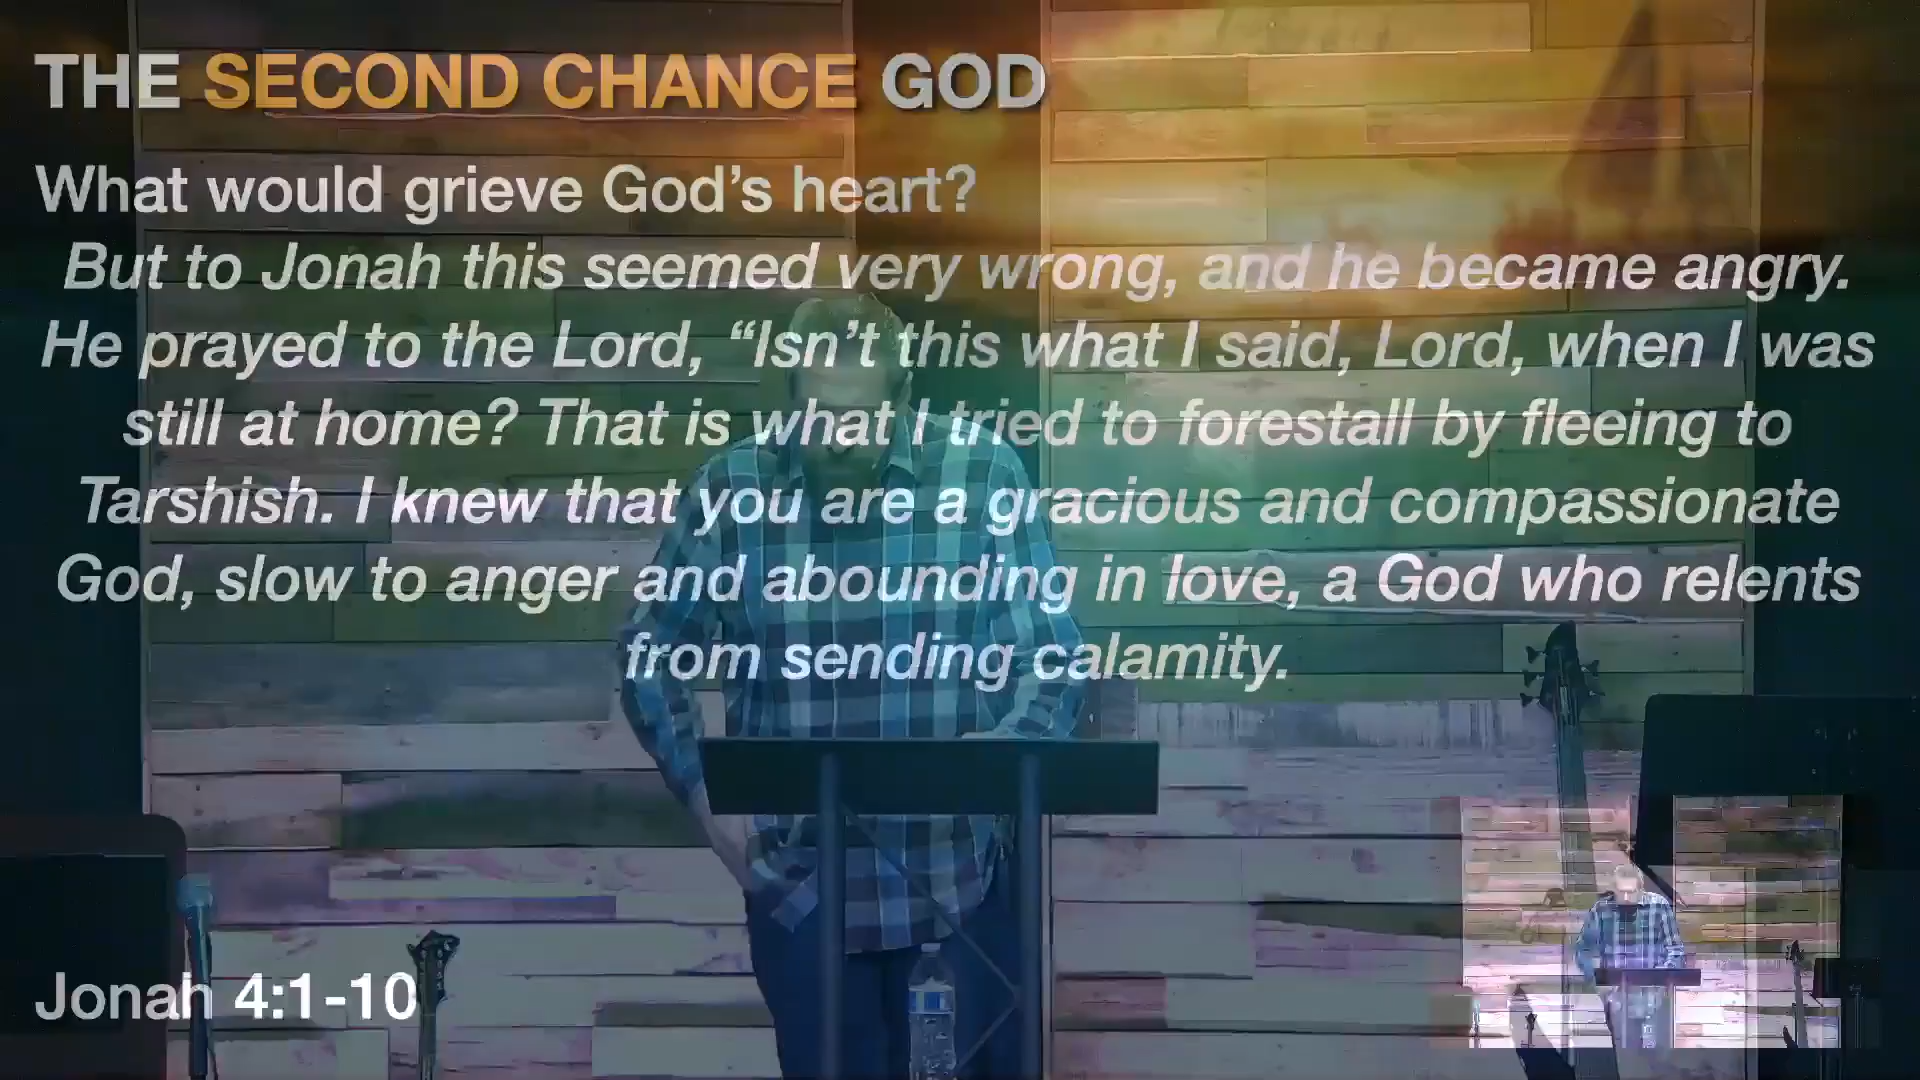 THE SECOND CHANCE GOD
What would grieve God’s heart?
But to Jonah this seemed very wrong, and he became angry.
He prayed to the Lord, “Isn’t this what I said, Lord, when I was
still at home? That is what I tried to forestall by fleeing to
Tarshish. I knew that you are a gracious and compassionate
God, slow to anger and abounding in love, a God who relents
from sending calamity.
Jonah 4:1-10